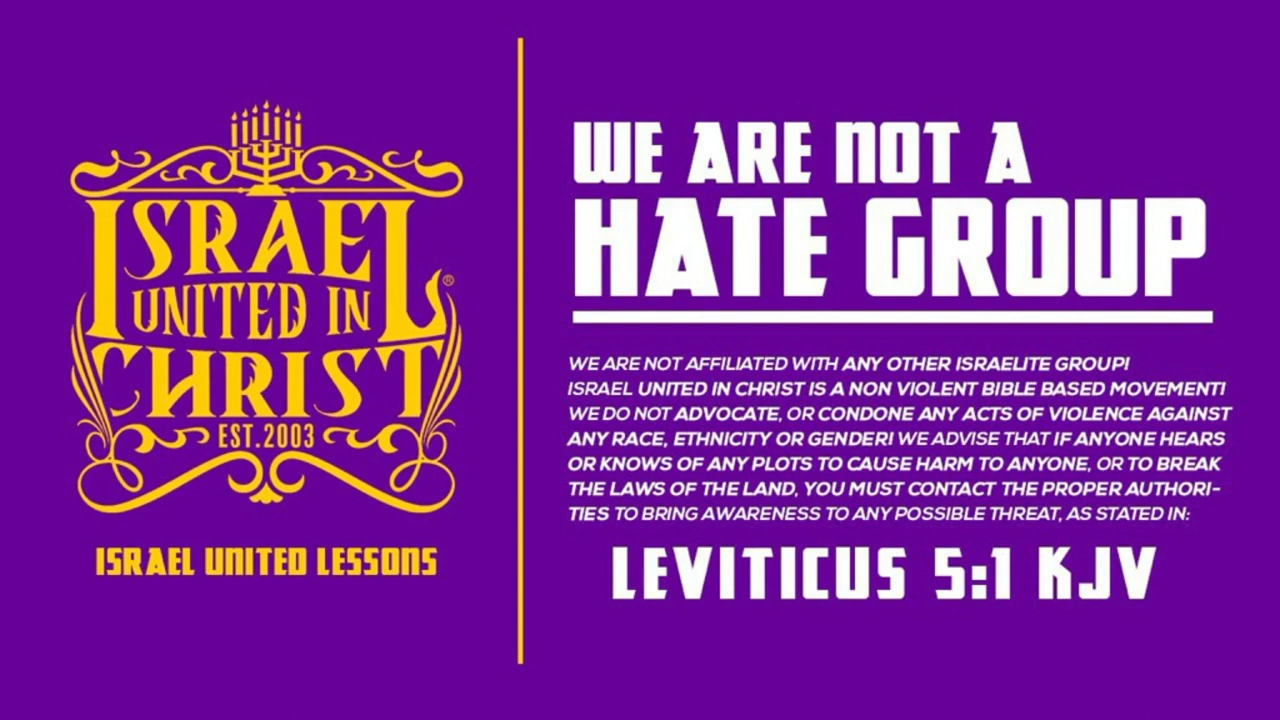 ISRAEL
UNITED IN
CHRIST
®
EST.2003
ISRAEL UNITED LESSONS
WE ARE NOT A
HATE GROUP
WE ARE NOT AFFILIATED WITH ANY OTHER ISRAELITE GROUP!
ISRAEL UNITED IN CHRIST IS A NON VIOLENT BIBLE BASED MOVEMENT!
WE DO NOT ADVOCATE, OR CONDONE ANY ACTS OF VIOLENCE AGAINST
ANY RACE, ETHNICITY OR GENDER! WE ADVISE THAT IF ANYONE HEARS
OR KNOWS OF ANY PLOTS TO CAUSE HARM TO ANYONE, OR TO BREAK
THE LAWS OF THE LAND, YOU MUST CONTACT THE PROPER AUTHORI-
TIES TO BRING AWARENESS TO ANY POSSIBLE THREAT, AS STATED IN:
LEVITICUS 5:1 KJV